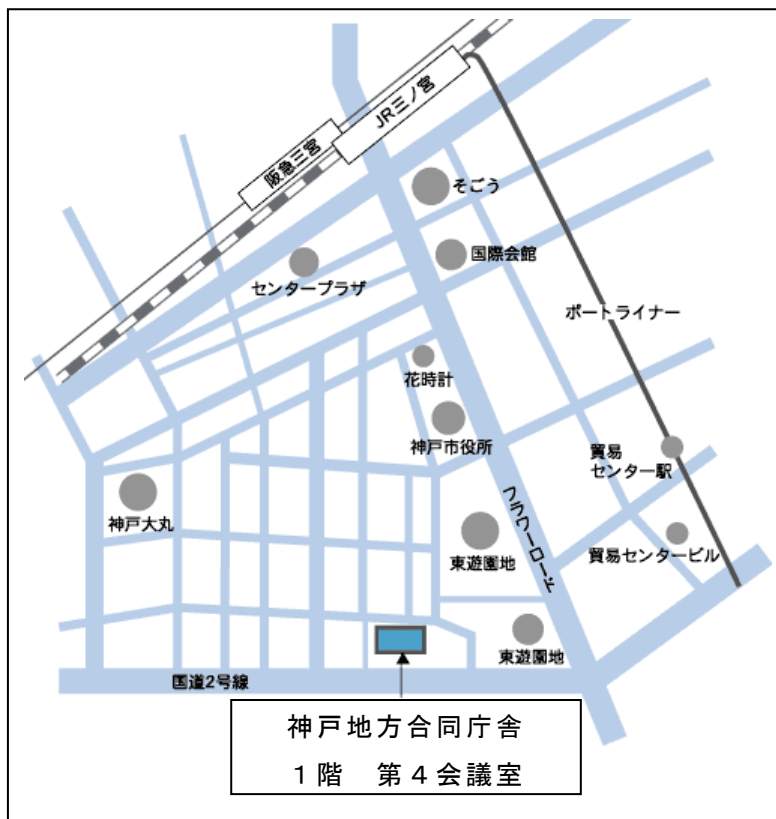 JR三ノ宮
阪急三宮
そごう
国際会館
センタープラザ
ポートライナー
花時計
神戸市役所
貿易
センター駅
神戸大丸
フラワーロード
東遊園地
貿易センタービル
東遊園地
国道2号線
神戸地方合同庁舎
１階　第４会議室